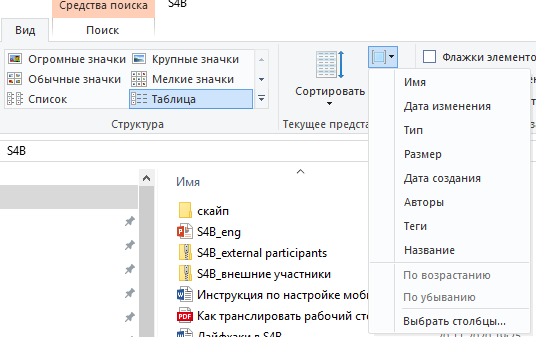 Средства поиска
S4B
Вид
Поиск
Огромные значки
Крупные значки
Обычные значки
Мелкие значки
Список
Таблица
Структура
Сортировать
Текущее предста
Флажки элементо
Имя
Дата изменения
Тип
Размер
Дата создания
Авторы
Теги
Название
По возрастанию
По убыванию
Выбрать столбцы...
S4B
Имя
скайп
S4B_eng
S4B_external participants
S4B_внешние участники
Инструкция по настройке моби
Как транслировать рабочий сто
Лайфхаки в S4B